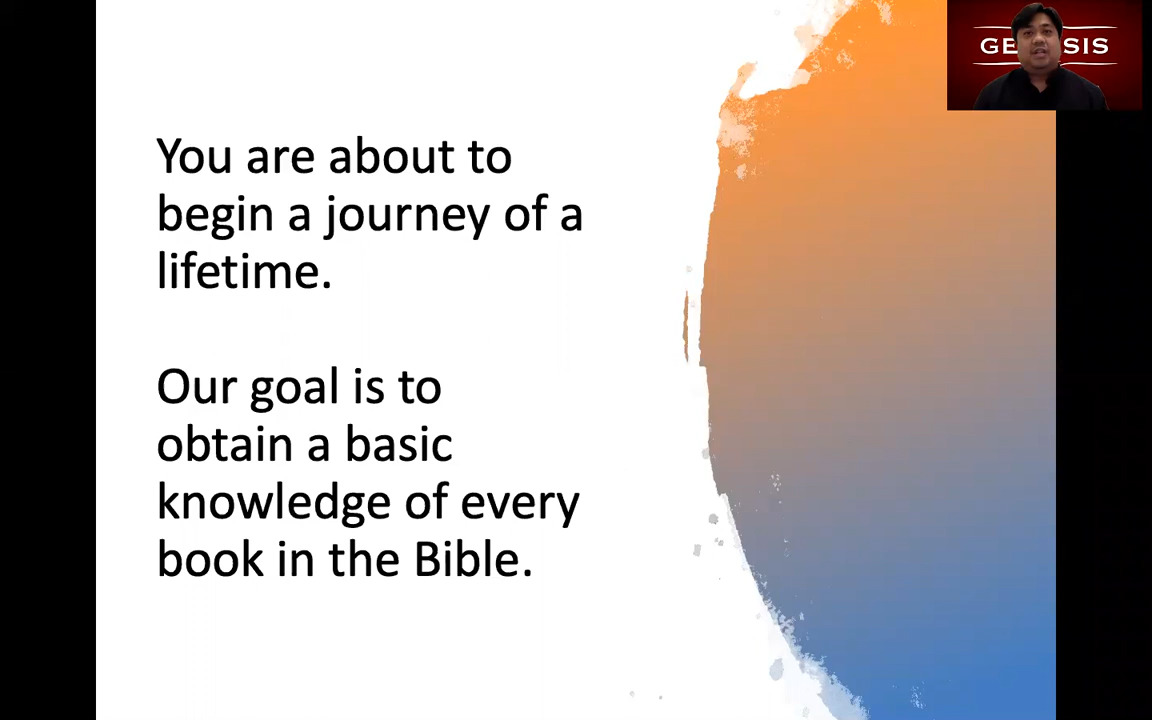 You are about to
begin a journey of a
lifetime.
Our goal is to
obtain a basic
knowledge of every
book in the Bible.